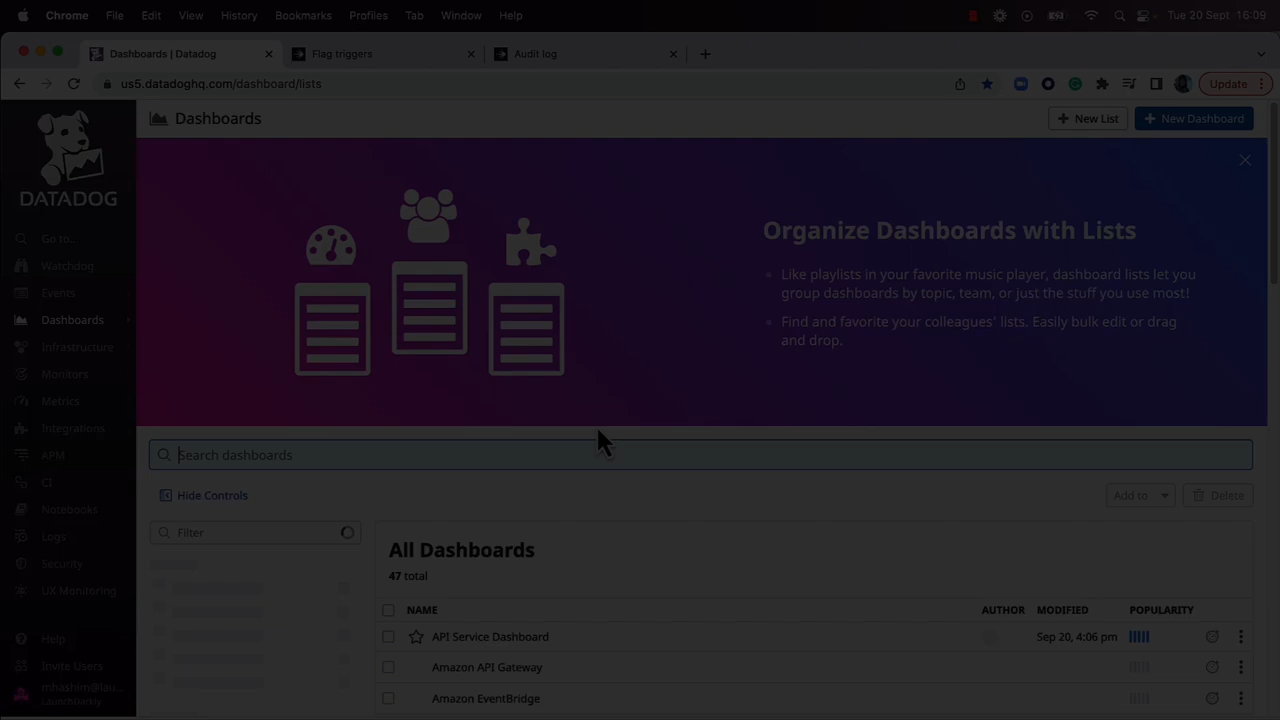 Chrome File Edit View History Bookmarks Profiles Tab Window Help Tue 20 Sept 16:09
Dashboards | Datadog Flag triggers Audit log
us5.datadoghq.com/dashboard/lists Update
DATADOG
Go to...
Watchdog
Events
Dashboards
Infrastructure
Monitors
Metrics
Integrations
APM
CI
Notebooks
Logs
Security
UX Monitoring
Help
Invite Users
mhashim@lau...
LaunchDarkly
Dashboards
New List New Dashboard
Organize Dashboards with Lists
Like playlists in your favorite music player, dashboard lists let you
group dashboards by topic, team, or just the stuff you use most!
Find and favorite your colleagues' lists. Easily bulk edit or drag
and drop.
Search dashboards
Hide Controls Add to Delete
Filter
All Dashboards
47 total
NAME AUTHOR MODIFIED POPULARITY
API Service Dashboard Sep 20, 4:06 pm
Amazon API Gateway
Amazon EventBridge